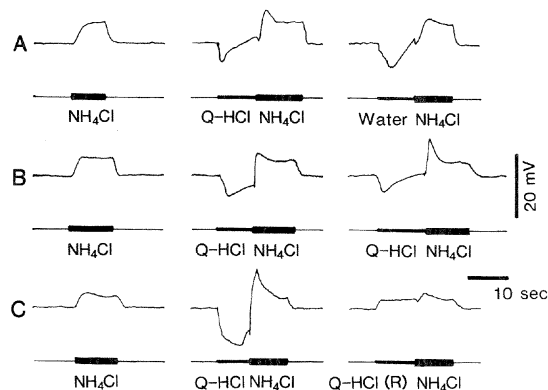 A
NH₄Cl
Q-HCl NH₄Cl
Water NH₄Cl
B
NH₄Cl
Q-HCl NH₄Cl
Q-HCl NH₄Cl
20 mV
10 sec
C
NH₄Cl
Q-HCl NH₄Cl
Q-HCl (R) NH₄Cl